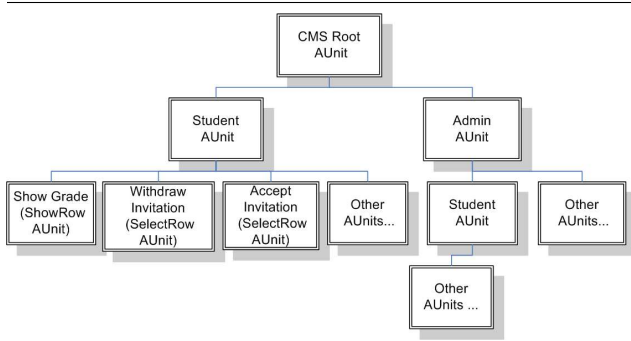 CMS Root
AUnit
Student
AUnit
Admin
AUnit
Show Grade
(ShowRow
AUnit)
Withdraw
Invitation
(SelectRow
AUnit)
Accept
Invitation
(SelectRow
AUnit)
Other
AUnits...
Student
AUnit
Other
AUnits...
Other
AUnits ...